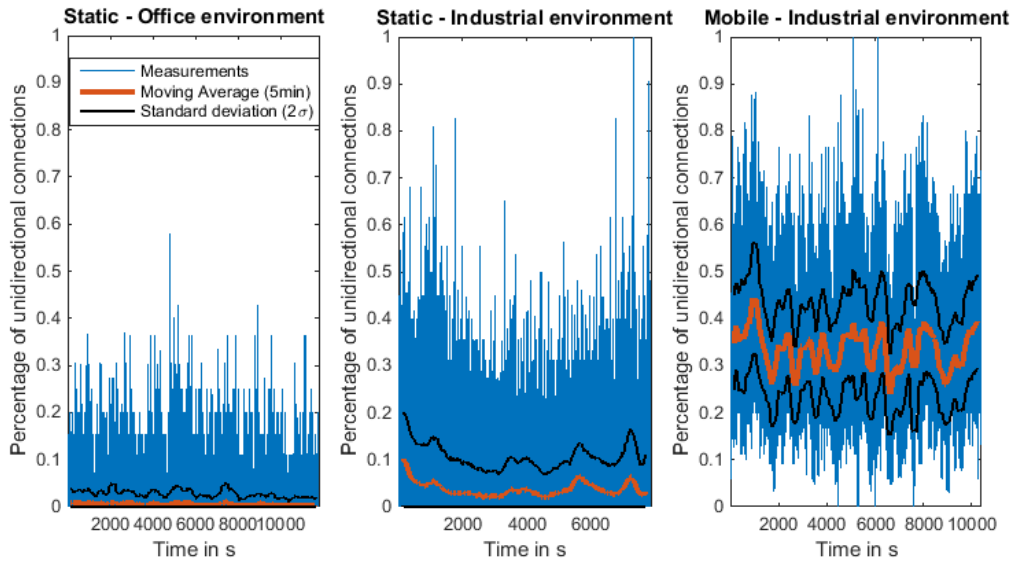 Static - Office environment
Percentage of unidirectional connections
1
0.9
0.8
0.7
0.6
0.5
0.4
0.3
0.2
0.1
0
Measurements
Moving Average (5min)
Standard deviation (2σ)
2000 4000 6000 8000 10000
Time in s
Static - Industrial environment
Percentage of unidirectional connections
1
0.9
0.8
0.7
0.6
0.5
0.4
0.3
0.2
0.1
0
2000 4000 6000
Time in s
Mobile - Industrial environment
Percentage of unidirectional connections
1
0.9
0.8
0.7
0.6
0.5
0.4
0.3
0.2
0.1
0
2000 4000 6000 8000 10000
Time in s